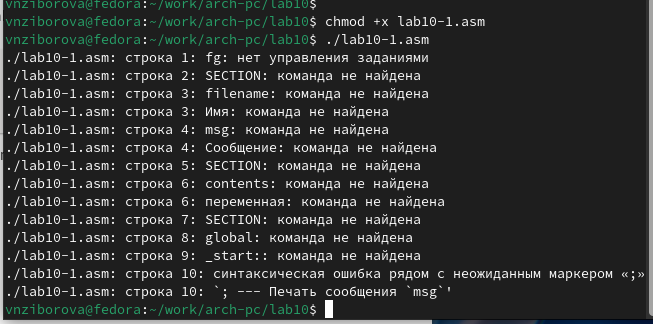 vnziborova@fedora:~/work/arch-pc/lab10$
vnziborova@fedora:~/work/arch-pc/lab10$ chmod +x lab10-1.asm
vnziborova@fedora:~/work/arch-pc/lab10$ ./lab10-1.asm
./lab10-1.asm: строка 1: fg: нет управления заданиями
./lab10-1.asm: строка 2: SECTION: команда не найдена
./lab10-1.asm: строка 3: filename: команда не найдена
./lab10-1.asm: строка 3: Имя: команда не найдена
./lab10-1.asm: строка 4: msg: команда не найдена
./lab10-1.asm: строка 4: Сообщение: команда не найдена
./lab10-1.asm: строка 5: SECTION: команда не найдена
./lab10-1.asm: строка 6: contents: команда не найдена
./lab10-1.asm: строка 6: переменная: команда не найдена
./lab10-1.asm: строка 7: SECTION: команда не найдена
./lab10-1.asm: строка 8: global: команда не найдена
./lab10-1.asm: строка 9: _start:: команда не найдена
./lab10-1.asm: строка 10: синтаксическая ошибка рядом с неожиданным маркером «;»
./lab10-1.asm: строка 10: `; --- Печать сообщения `msg`'
vnziborova@fedora:~/work/arch-pc/lab10$